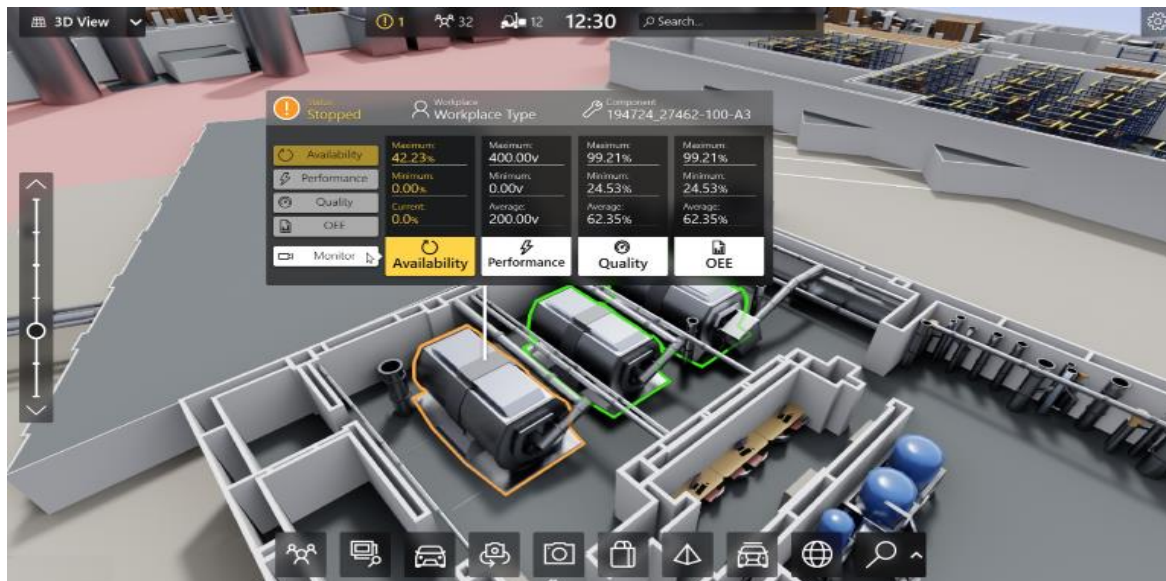 3D View
1
32
12
12:30
Search...
Status
Stopped
Workplace
Workplace Type
Component
194724_27462-100-A3
Availability
Performance
Quality
OEE
Monitor
Maximum:
42.23%
Minimum:
0.00%
Current:
0.0%
Availability
Maximum:
400.00v
Minimum:
0.00v
Average:
200.00v
Performance
Maximum:
99.21%
Minimum:
24.53%
Average:
62.35%
Quality
Maximum:
99.21%
Minimum:
24.53%
Average:
62.35%
OEE